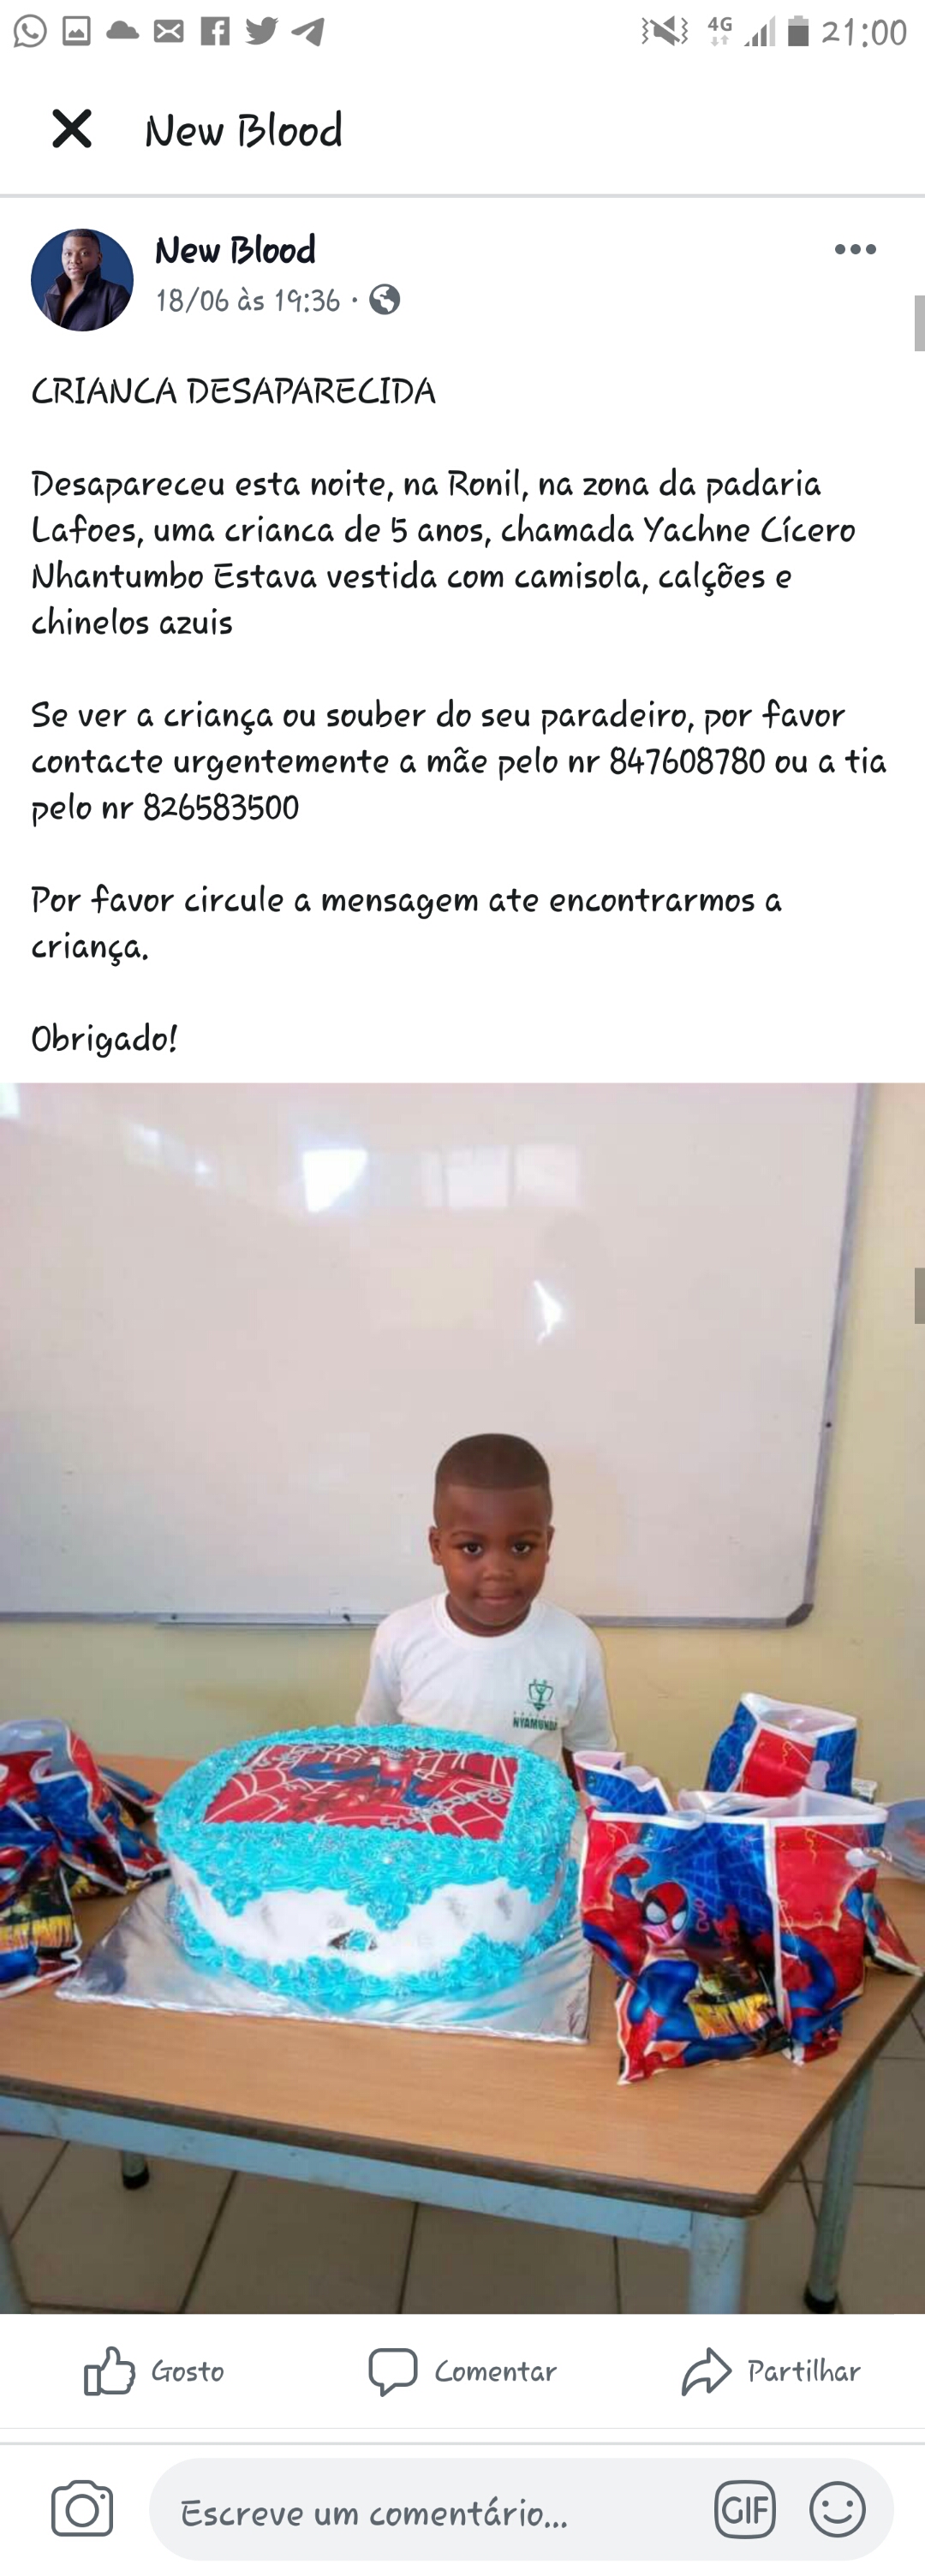 4G 21:00
New Blood
New Blood
18/06 às 19:36 ·
CRIANCA DESAPARECIDA
Desapareceu esta noite, na Ronil, na zona da padaria
Lafoes, uma crianca de 5 anos, chamada Yachne Cícero
Nhantumbo Estava vestida com camisola, calções e
chinelos azuis
Se ver a criança ou souber do seu paradeiro, por favor
contacte urgentemente a mãe pelo nr 847608780 ou a tia
pelo nr 826583500
Por favor circule a mensagem ate encontrarmos a
criança.
Obrigado!
Gosto
Comentar
Partilhar
Escreve um comentário...
GIF